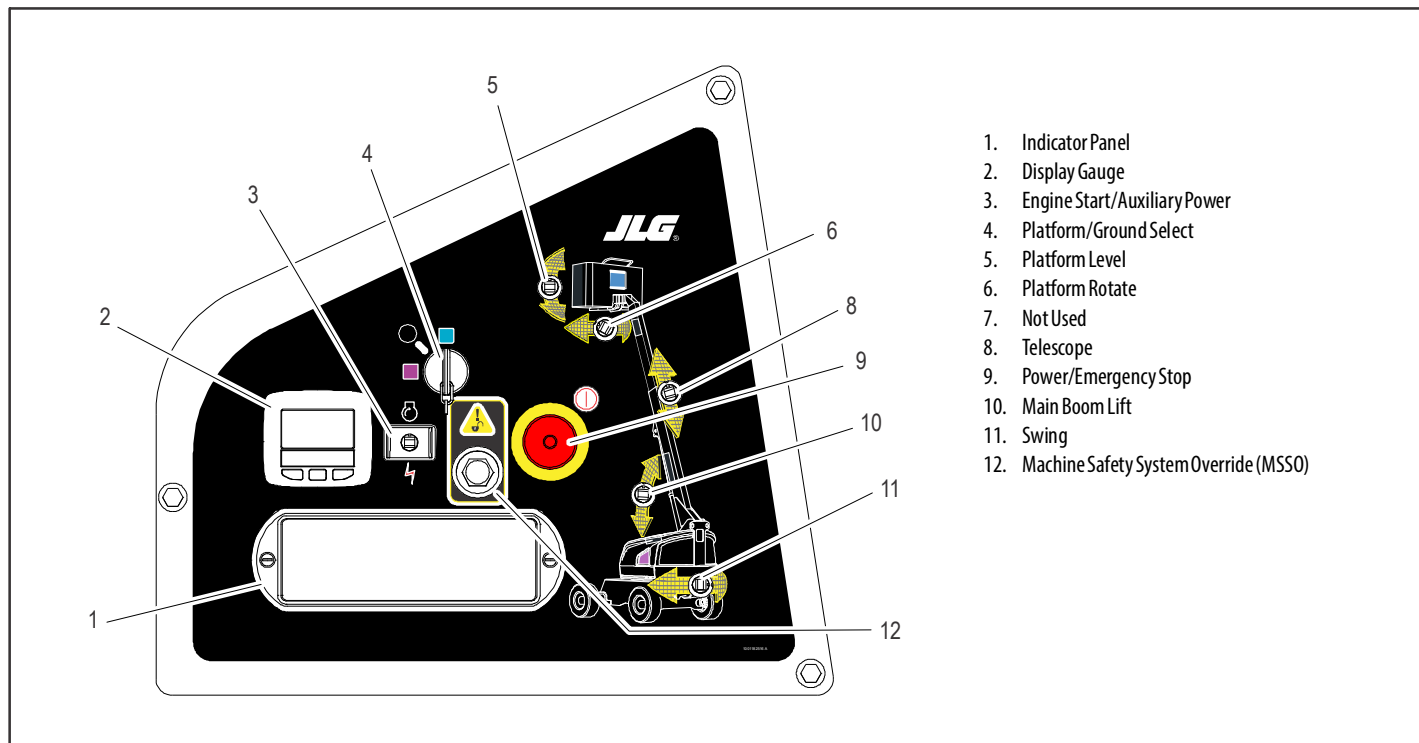 5
4
3
JLG
®
6
2
8
9
10
11
1
12
1. Indicator Panel
2. Display Gauge
3. Engine Start/Auxiliary Power
4. Platform/Ground Select
5. Platform Level
6. Platform Rotate
7. Not Used
8. Telescope
9. Power/Emergency Stop
10. Main Boom Lift
11. Swing
12. Machine Safety System Override (MSSO)